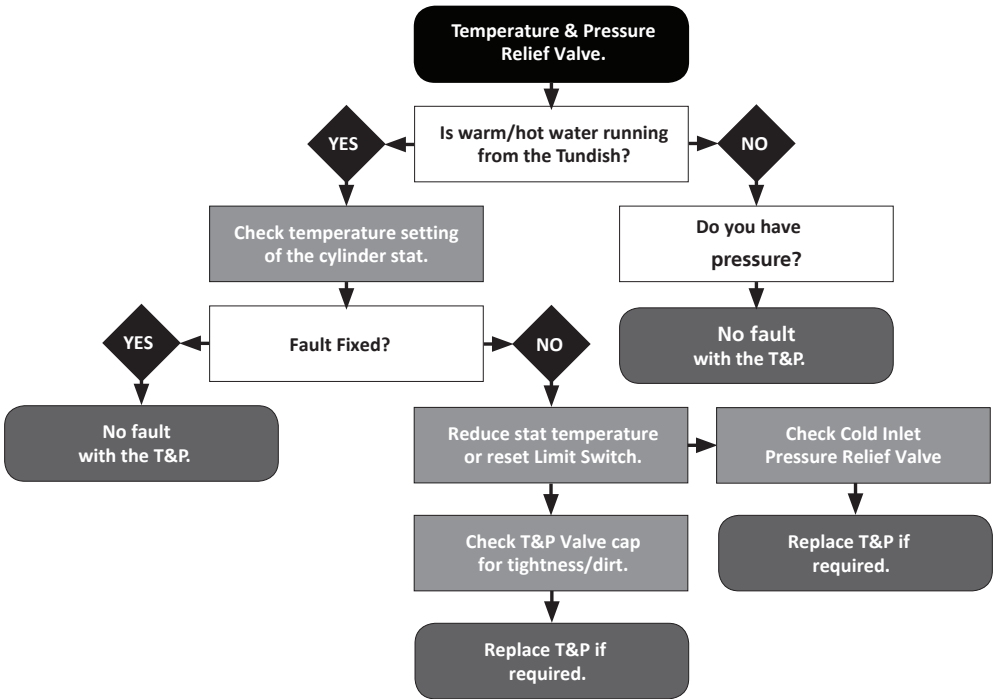 Temperature & Pressure
Relief Valve.
Is warm/hot water running
from the Tundish?
YES
NO
Check temperature setting
of the cylinder stat.
Do you have
pressure?
Fault Fixed?
YES
NO
No fault
with the T&P.
No fault
with the T&P.
Reduce stat temperature
or reset Limit Switch.
Check Cold Inlet
Pressure Relief Valve
Check T&P Valve cap
for tightness/dirt.
Replace T&P if
required.
Replace T&P if
required.